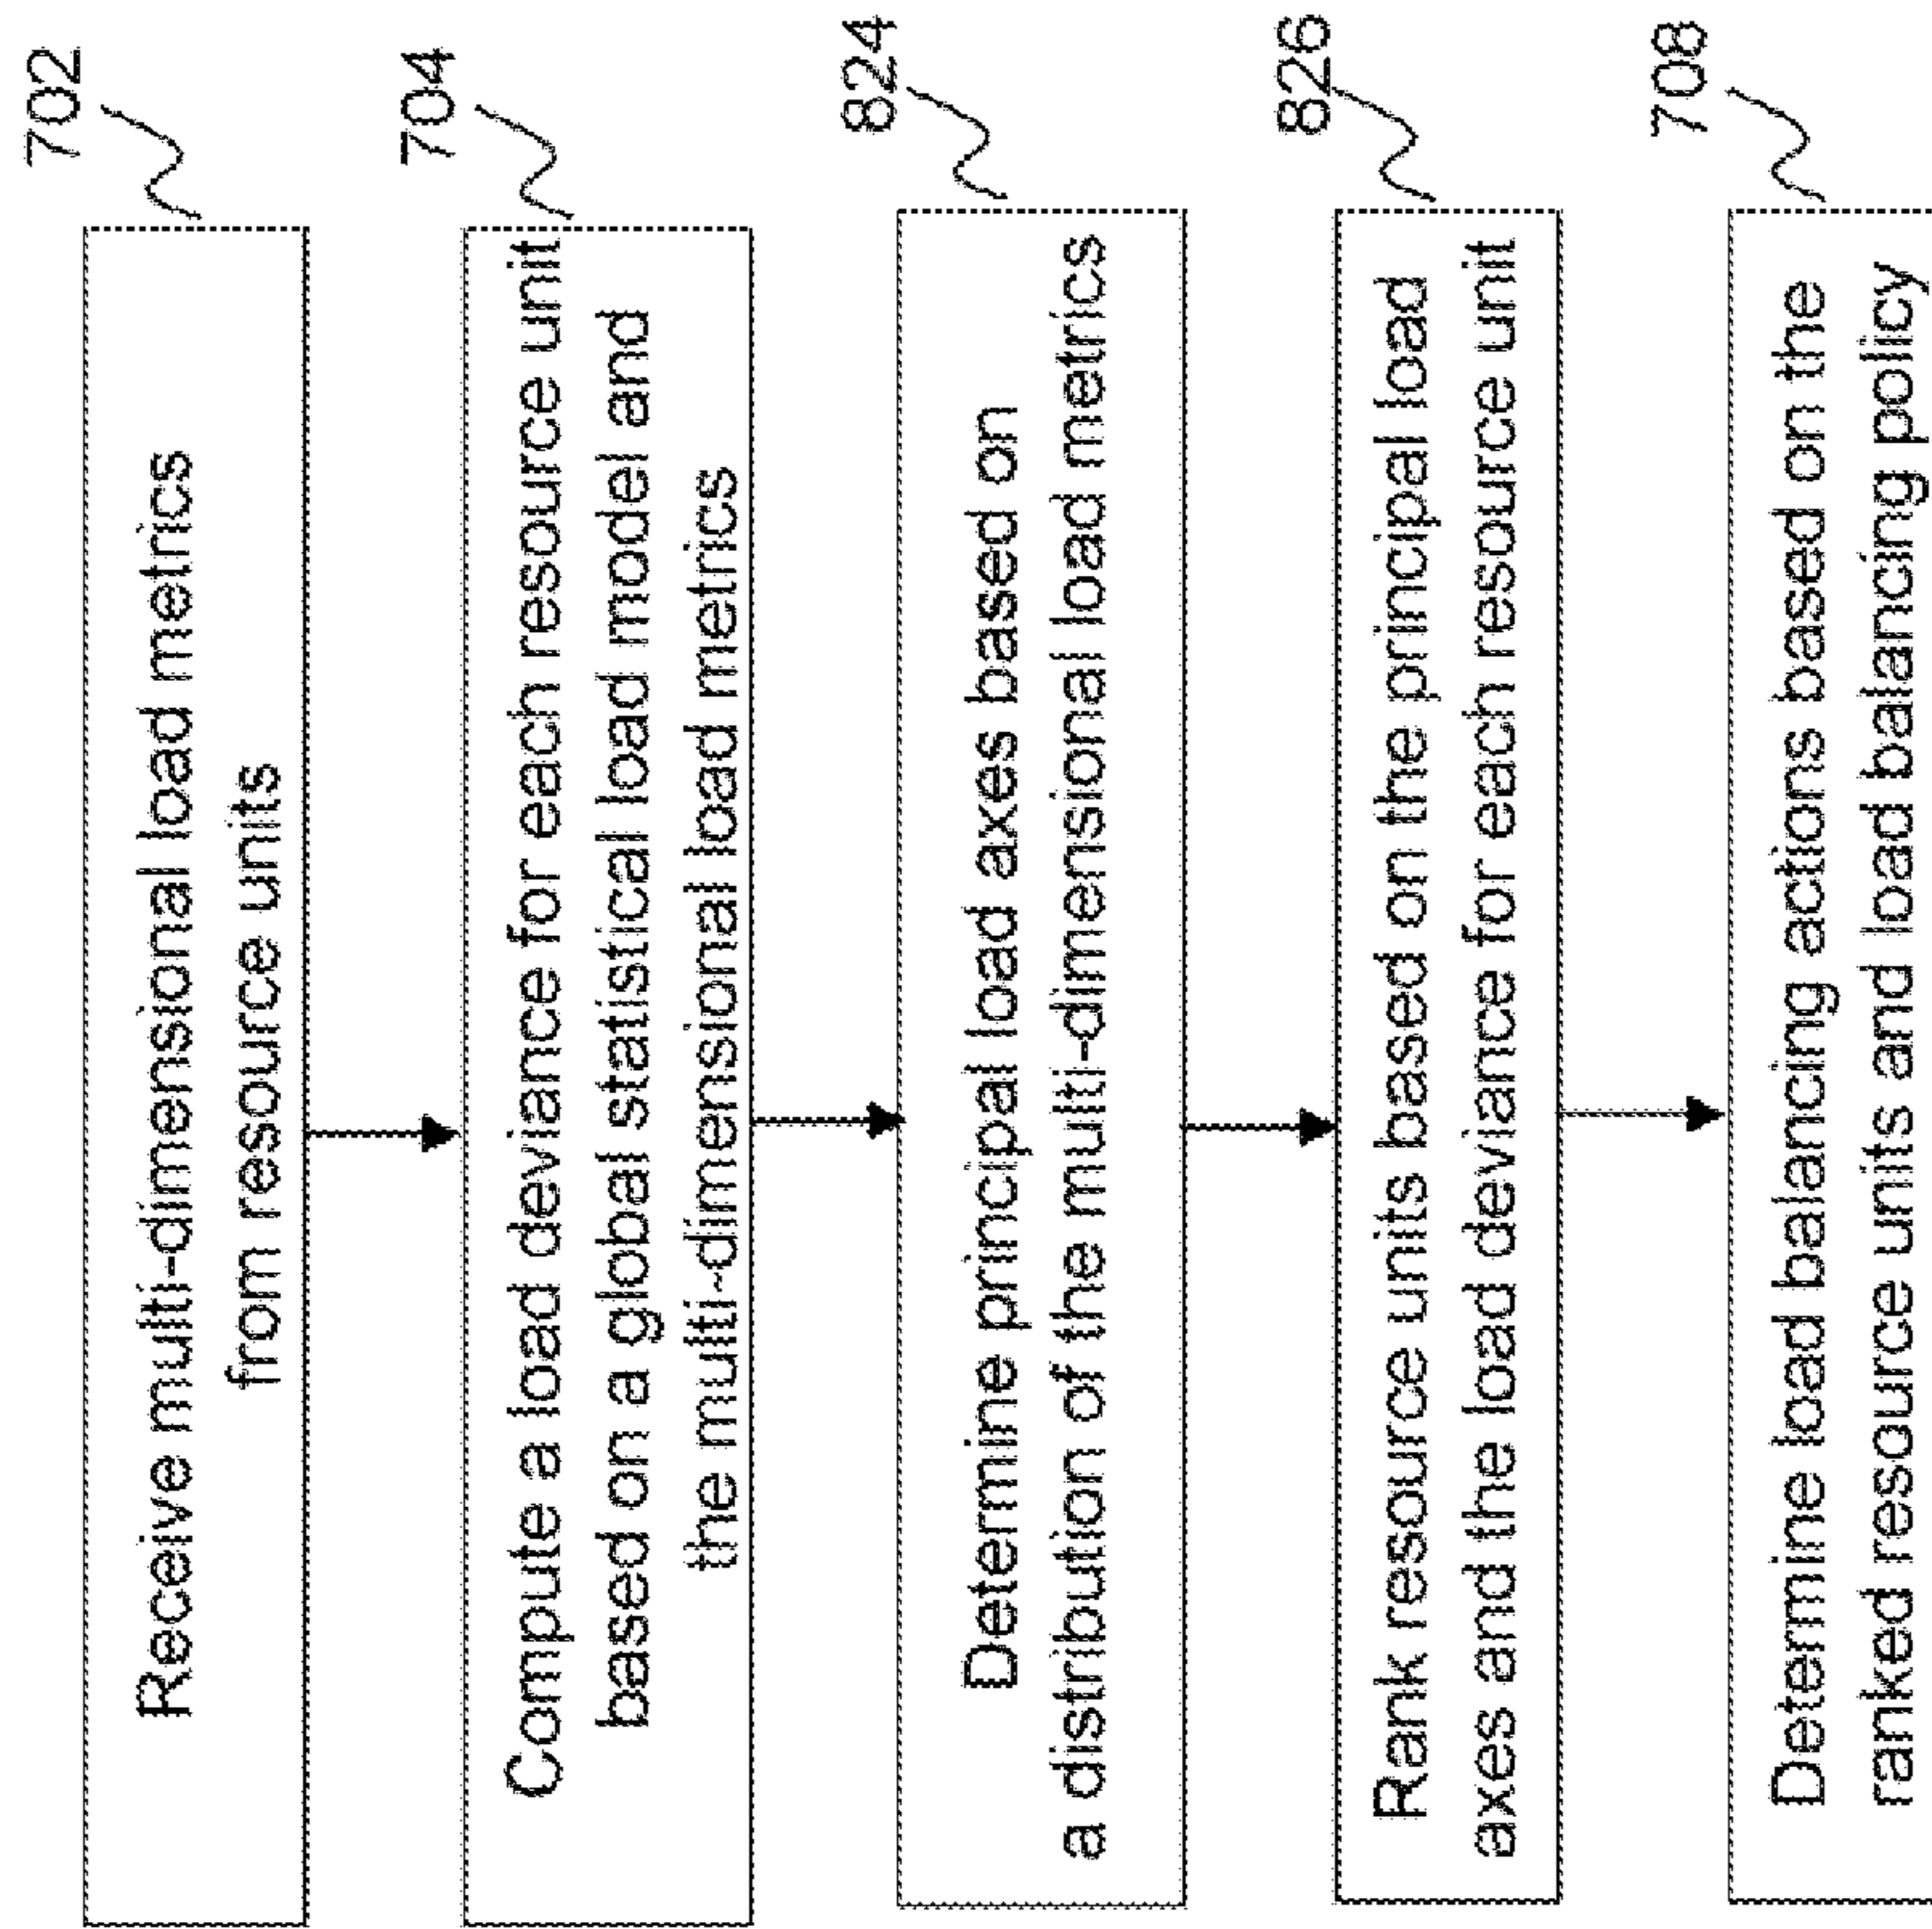 702
Receive multi-dimensional load metrics
from resource units
704
Compute a load deviance for each resource unit
based on a global statistical load model and
the multi-dimensional load metrics
824
Determine principal load axes based on
a distribution of the multi-dimensional load metrics
826
Rank resource units based on the principal load
axes and the load deviance for each resource unit
708
Determine load balancing actions based on the
ranked resource units and load balancing policy